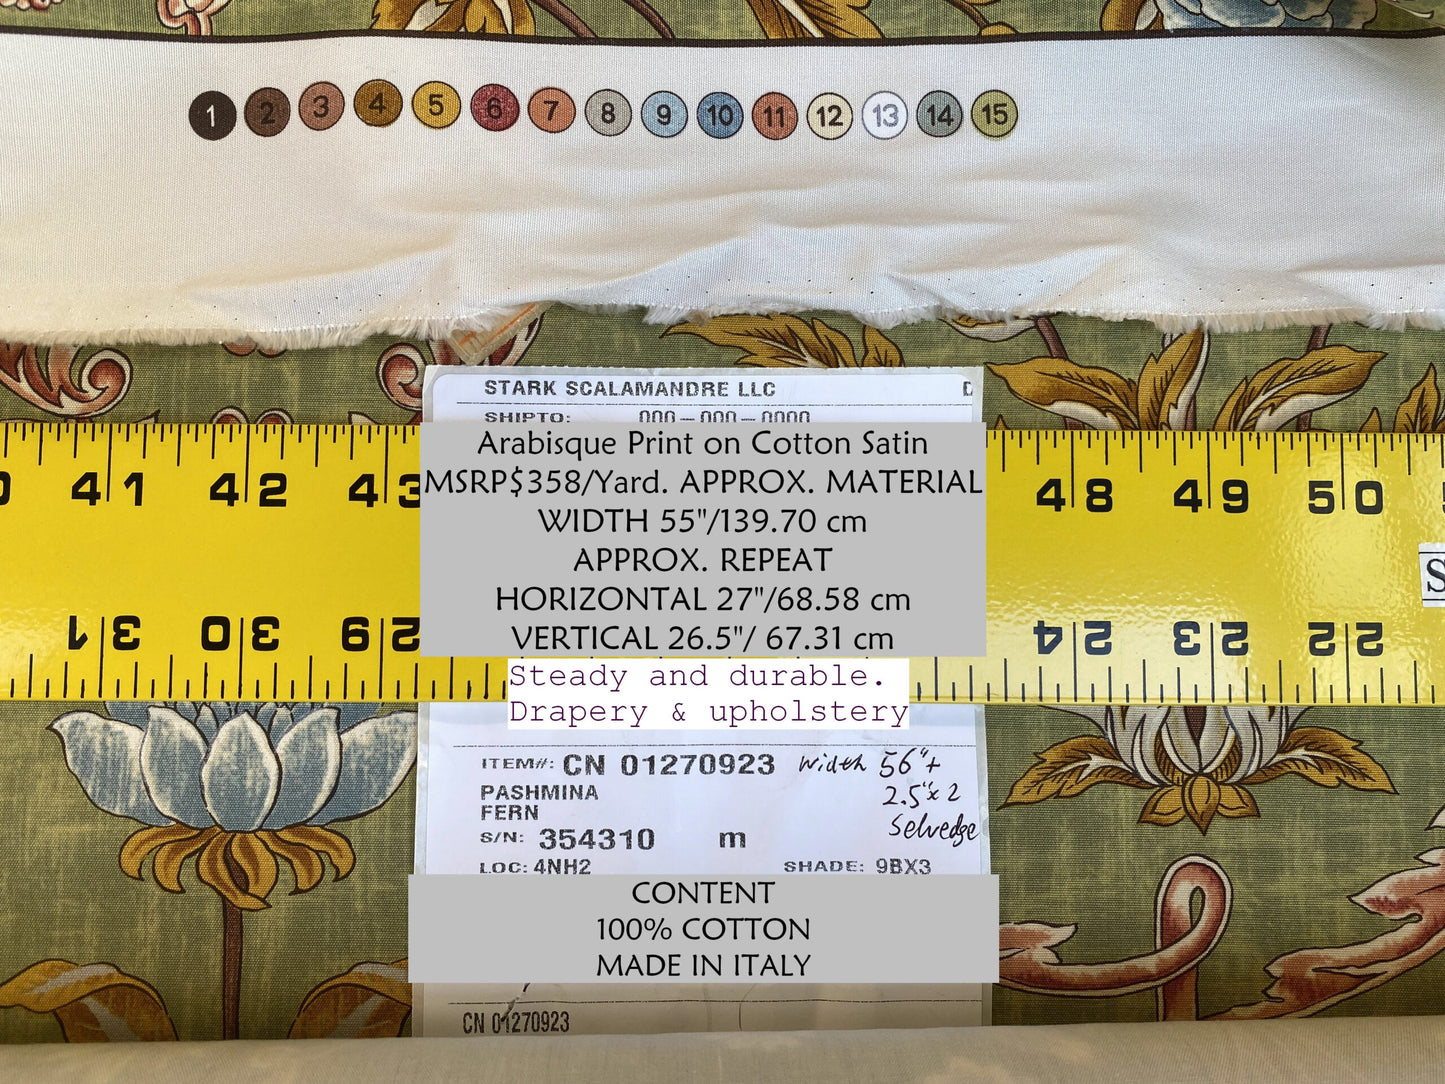 1 2 3 4 5 6 7 8 9 10 11 12 13 14 15
STARK SCALAMANDRE LLC
SHIPTO: 000-000-0000
Arabisque Print on Cotton Satin
MSRP$358/Yard. APPROX. MATERIAL
WIDTH 55"/139.70 cm
APPROX. REPEAT
HORIZONTAL 27"/68.58 cm
VERTICAL 26.5"/ 67.31 cm
41 42 43 48 49 50
31 30 29 24 23 22
S
Steady and durable.
Drapery & upholstery
ITEM#: CN 01270923
width 56"+
2.5"x2
Selvedge
PASHMINA
FERN
S/N: 354310 m
LOC: 4NH2 SHADE: 9BX3
CONTENT
100% COTTON
MADE IN ITALY
CN 01270923